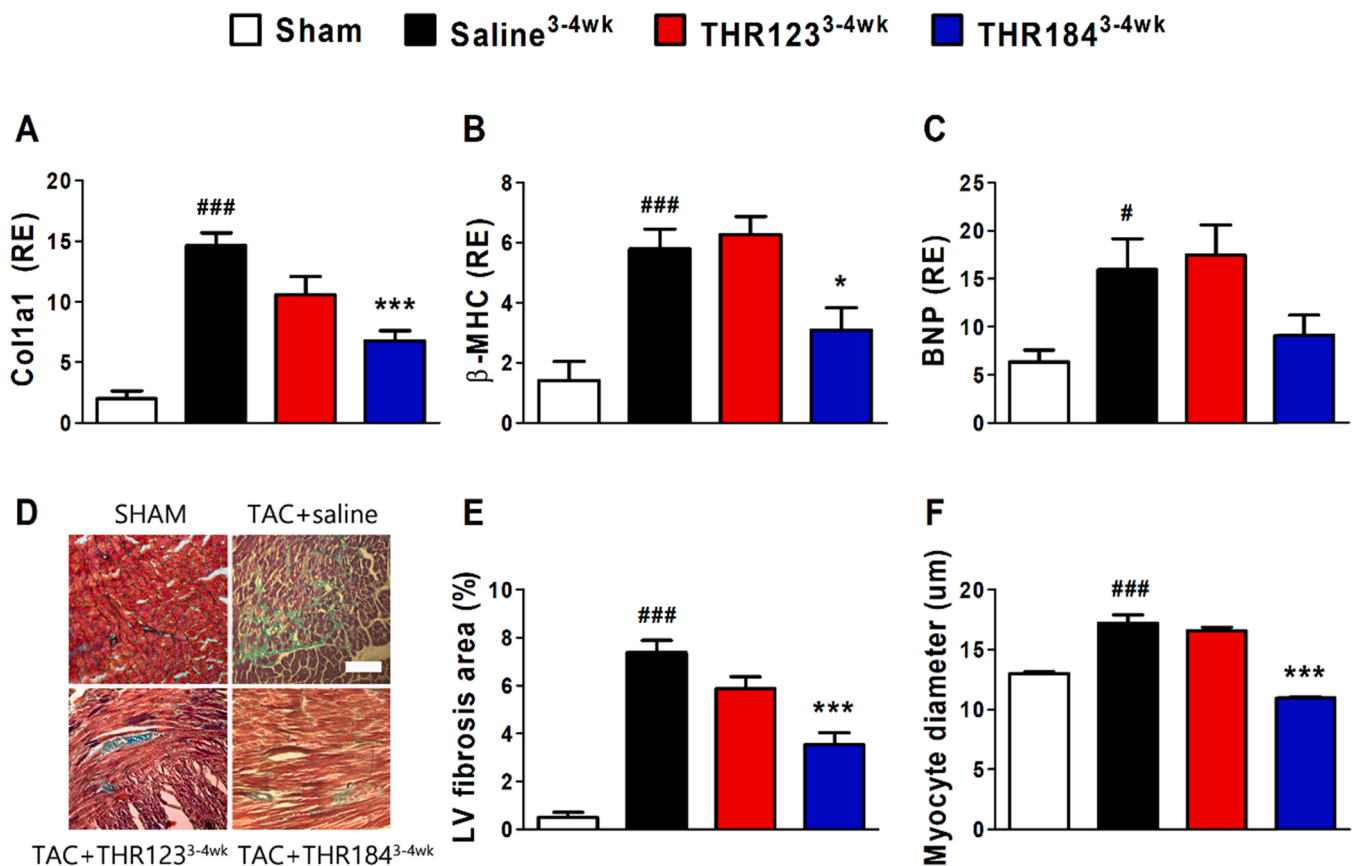 Sham Saline3-4wk THR1233-4wk THR1843-4wk
A
Col1a1 (RE)
20
15
10
5
0
###
***
B
β-MHC (RE)
8
6
4
2
0
###
*
C
BNP (RE)
25
20
15
10
5
0
#
D
SHAM TAC+saline
TAC+THR1233-4wk TAC+THR1843-4wk
E
LV fibrosis area (%)
10
8
6
4
2
0
###
***
F
Myocyte diameter (um)
20
15
10
5
0
###
***